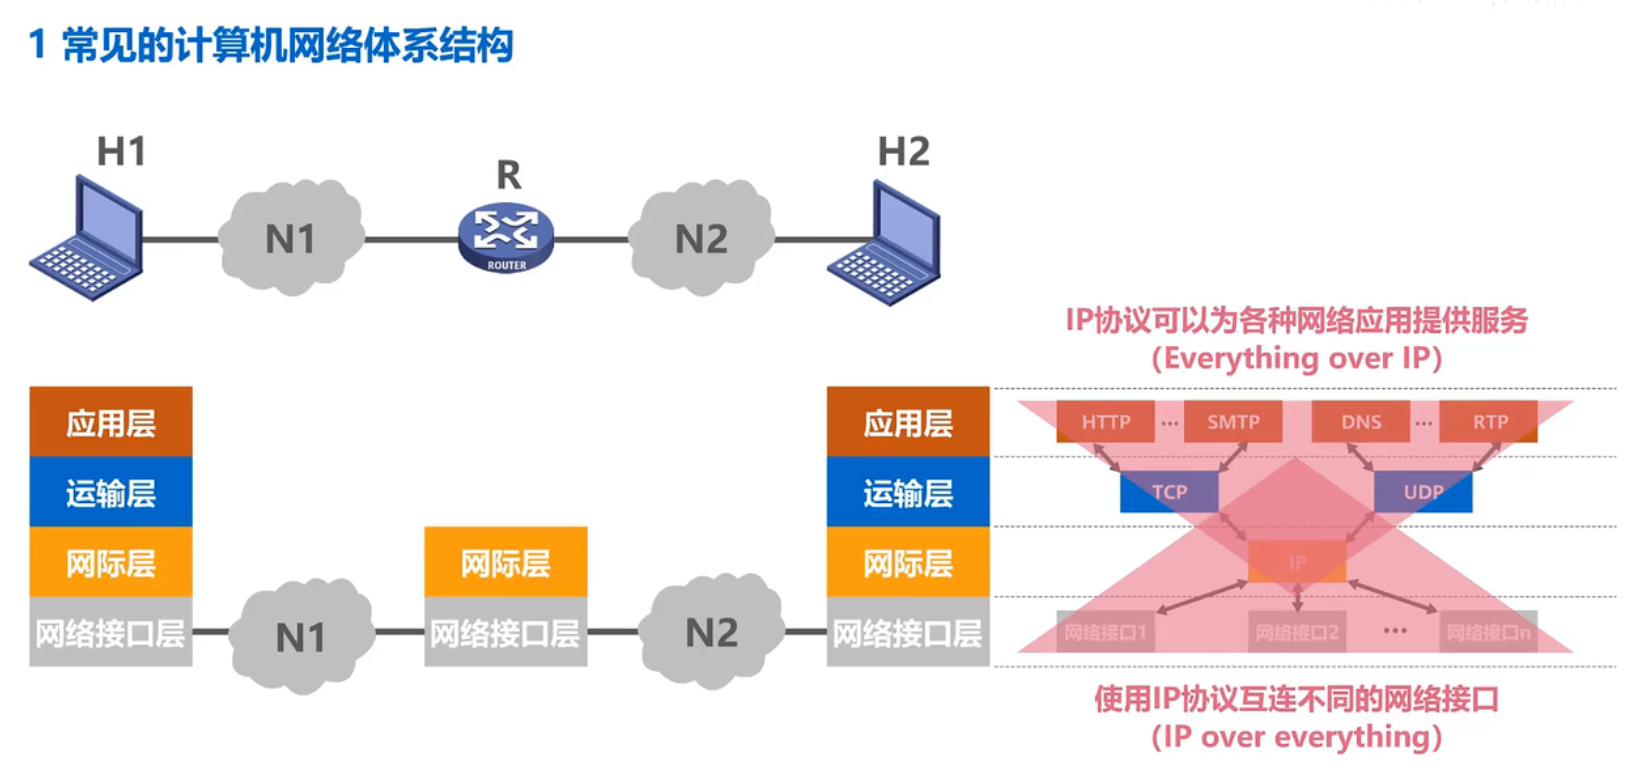 1 常见的计算机网络体系结构
H1
R
H2
N1
ROUTER
N2
IP协议可以为各种网络应用提供服务
（Everything over IP）
应用层
运输层
网际层
网络接口层
N1
网际层
网络接口层
N2
应用层
运输层
网际层
网络接口层
HTTP ... SMTP DNS ... RTP
TCP UDP
IP
网络接口1 网络接口2 ... 网络接口n
使用IP协议互连不同的网络接口
（IP over everything）